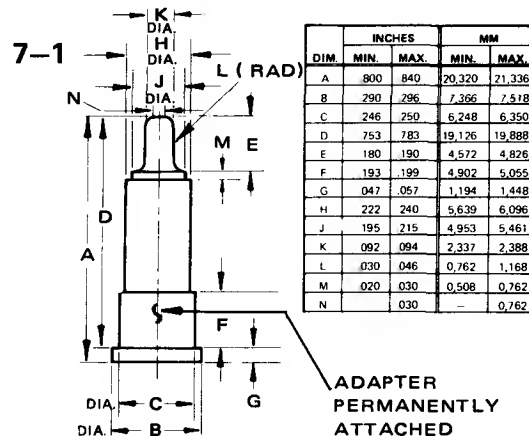 7-1
K
DIA.
H
DIA.
J
DIA.
N
L (RAD)
M
E
D
A
F
G
DIA. C
DIA. B
ADAPTER
PERMANENTLY
ATTACHED
INCHES MM
DIM. MIN. MAX. MIN. MAX.
A 800 840 20,320 21,336
B 290 296 7,366 7,518
C 246 250 6,248 6,350
D 753 783 19,126 19,888
E 180 .190 4,572 4,826
F 193 .199 4,902 5,055
G 047 .057 1,194 1,448
H 222 240 5,639 6,096
J 195 .215 4,953 5,461
K 092 .094 2,337 2,388
L 030 .046 0,762 1,168
M 020 030 0,508 0,762
N 030 — 0,762